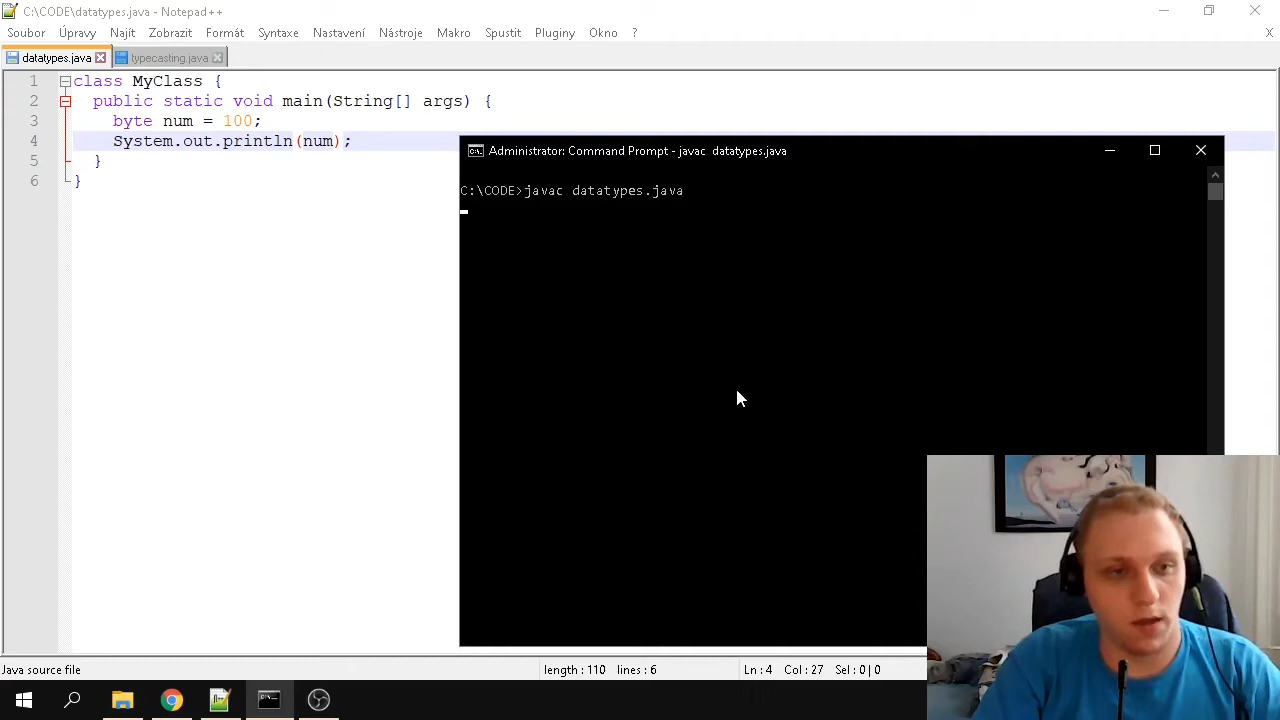 C:\CODE\datatypes.java - Notepad++
Soubor Úpravy Najít Zobrazit Formát Syntaxe Nastavení Nástroje Makro Spustit Pluginy Okno ? X
datatypes.java typecasting.java
1 class MyClass {
2 public static void main(String[] args) {
3 byte num = 100;
4 System.out.println(num);
5 }
6 }
Administrator: Command Prompt - javac datatypes.java
C:\CODE>javac datatypes.java
Java source file length : 110 lines : 6 Ln : 4 Col : 27 Sel : 0 | 0